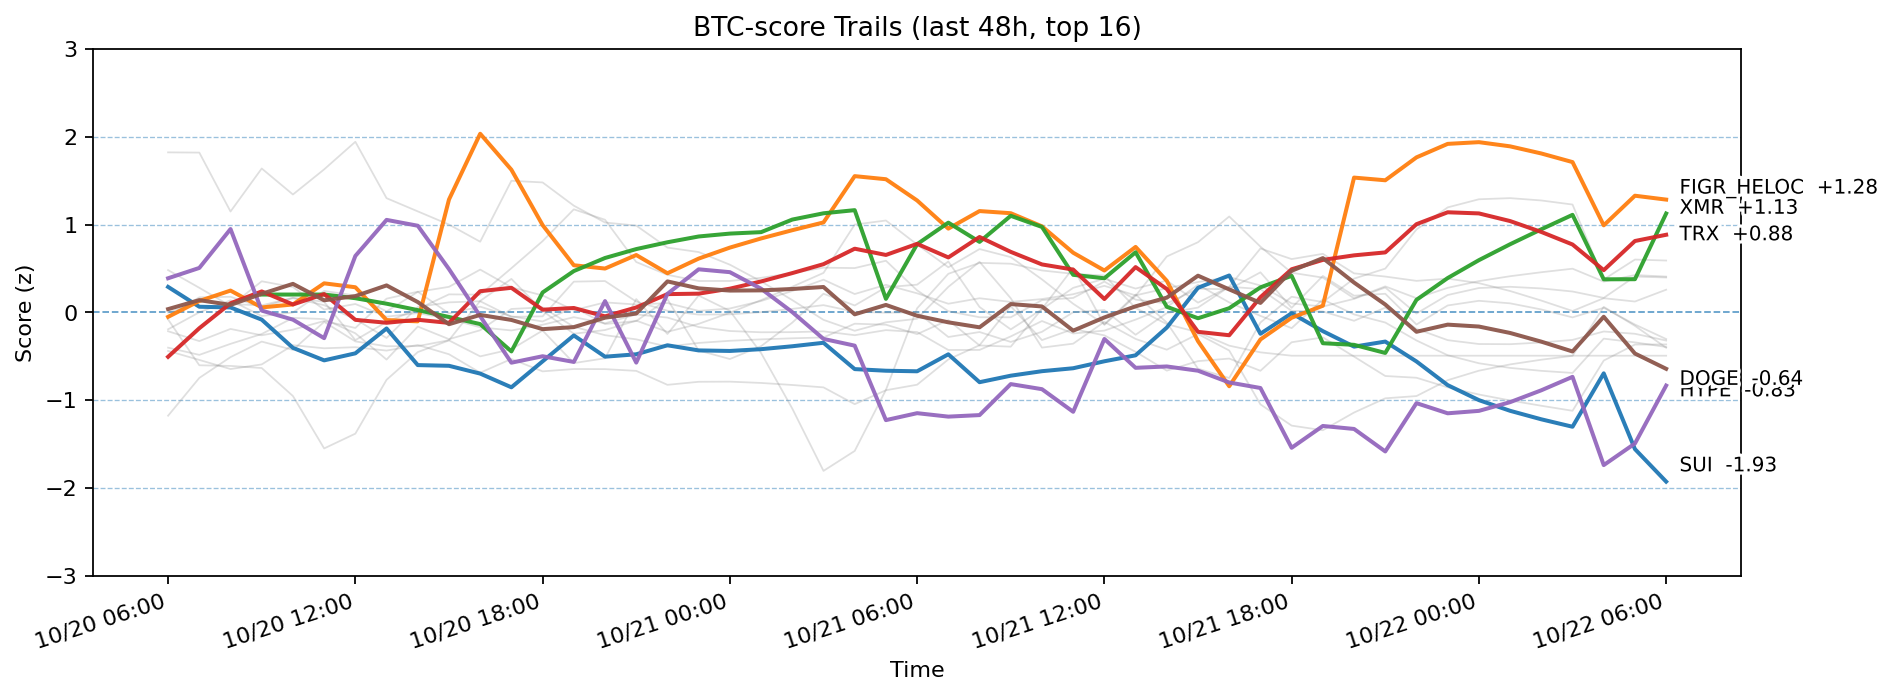 BTC-score Trails (last 48h, top 16)
Score (z)
3
2
1
0
−1
−2
−3
FIGR_HELOC +1.28
XMR +1.13
TRX +0.88
DOGE -0.64
HYPE -0.83
SUI -1.93
10/20 06:00
10/20 12:00
10/20 18:00
10/21 00:00
10/21 06:00
10/21 12:00
10/21 18:00
10/22 00:00
10/22 06:00
Time